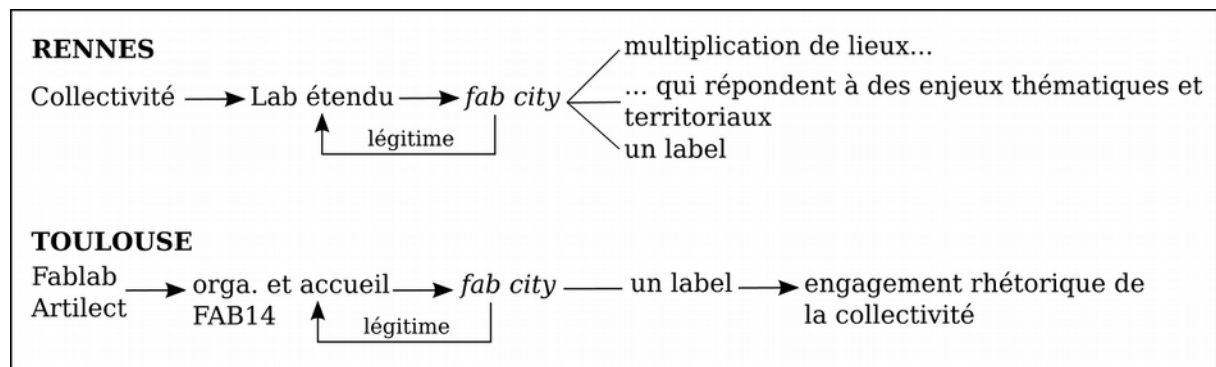 RENNES
multiplication de lieux...
Collectivité Lab étendu fab city
... qui répondent à des enjeux thématiques et
territoriaux
légitime
un label
TOULOUSE
Fablab
Artilect
orga. et accueil
FAB14
fab city
un label
engagement rhétorique de
la collectivité
légitime